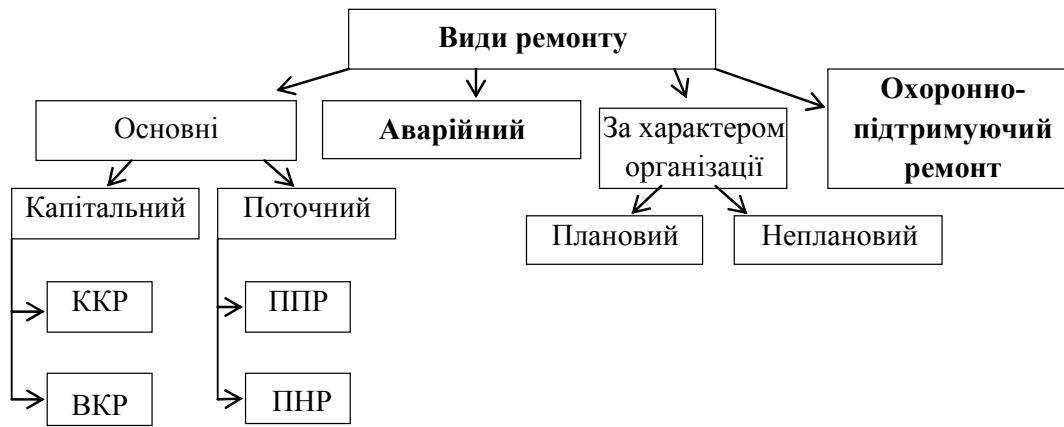 Види ремонту
Основні
Аварійний
За характером
організації
Охоронно-
підтримуючий
ремонт
Капітальний
Поточний
Плановий
Неплановий
ККР
ППР
ВКР
ПНР